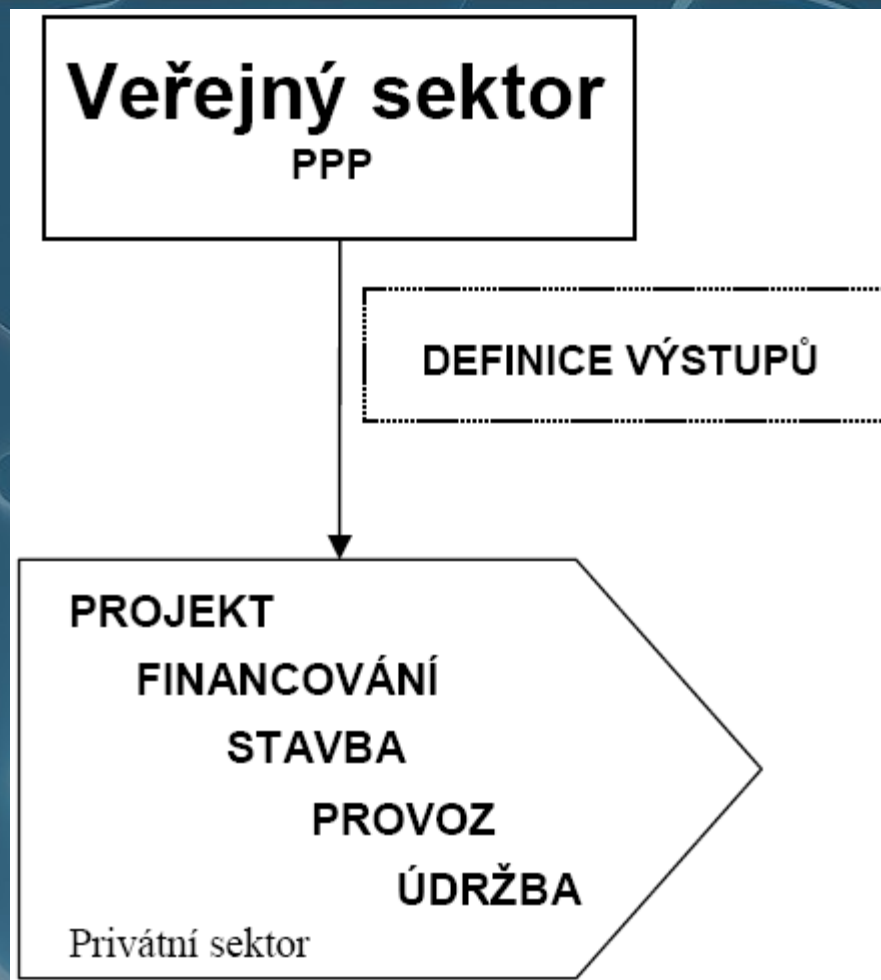 Veřejný sektor
PPP
DEFINICE VÝSTUPŮ
PROJEKT
FINANCOVÁNÍ
STAVBA
PROVOZ
ÚDRŽBA
Privátní sektor